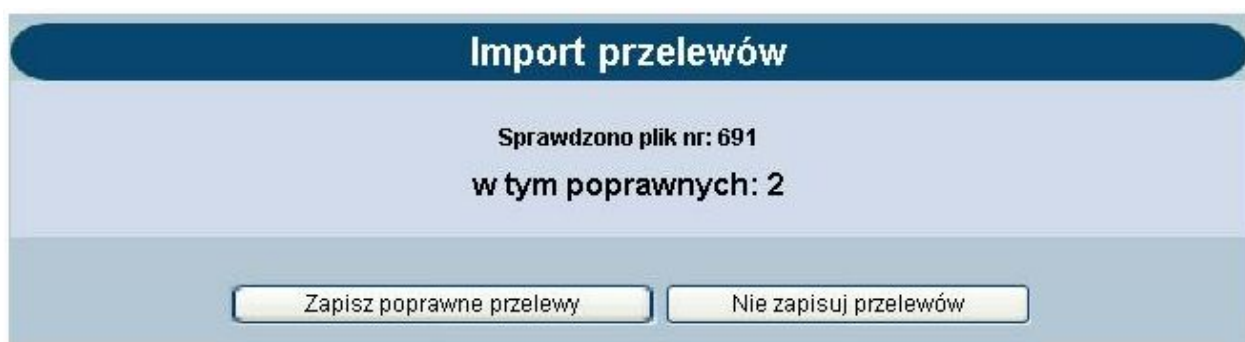 Import przelewów
Sprawdzono plik nr: 691
w tym poprawnych: 2
Zapisz poprawne przelewy
Nie zapisuj przelewów